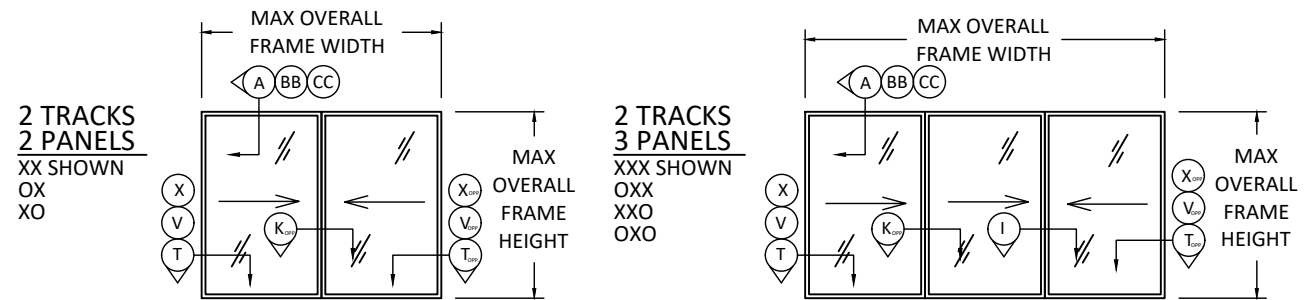 MAX OVERALL
FRAME WIDTH
A BB CC
2 TRACKS
2 PANELS
XX SHOWN
OX
XO
X
V
T
K OPP
X OPP
V OPP
T OPP
MAX
OVERALL
FRAME
HEIGHT
MAX OVERALL
FRAME WIDTH
A BB CC
2 TRACKS
3 PANELS
XXX SHOWN
OXX
XXO
OXO
X
V
T
K OPP
I
X OPP
V OPP
T OPP
MAX
OVERALL
FRAME
HEIGHT